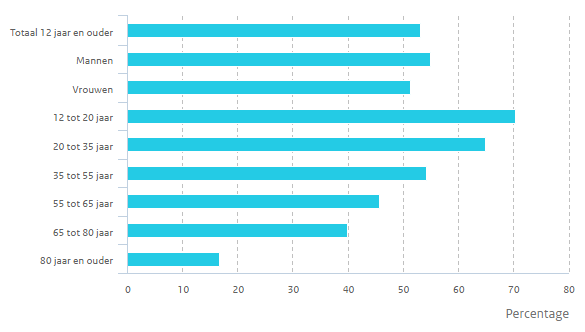 Totaal 12 jaar en ouder
Mannen
Vrouwen
12 tot 20 jaar
20 tot 35 jaar
35 tot 55 jaar
55 tot 65 jaar
65 tot 80 jaar
80 jaar en ouder
0 10 20 30 40 50 60 70 80
Percentage